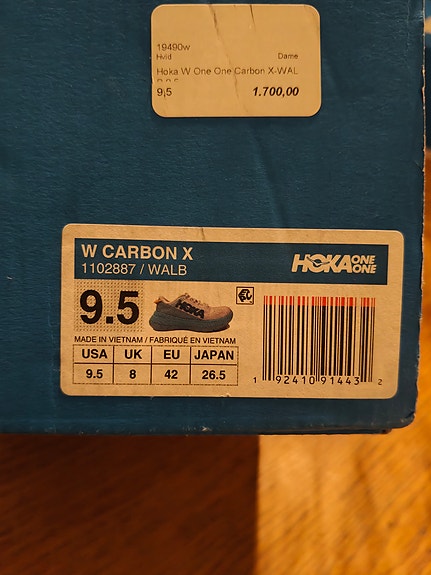 19490w
Hvid Dame
Hoka W One One Carbon X-WAL
9,5 1.700,00
W CARBON X
1102887 / WALB
HOKA ONE ONE
9.5
HOKA
MADE IN VIETNAM / FABRIQUÉ EN VIETNAM
USA UK EU JAPAN
9.5 8 42 26.5
1 92410 91443 2